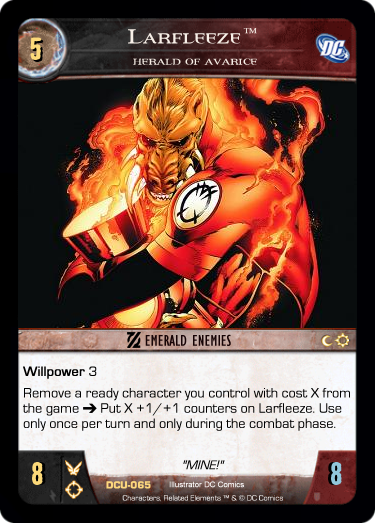 5
Larfleeze™
HERALD OF AVARICE
DC
EMERALD ENEMIES
Willpower 3
Remove a ready character you control with cost X from
the game ➔ Put X +1/+1 counters on Larfleeze. Use
only once per turn and only during the combat phase.
"MINE!"
8
DCU-065 Illustrator DC Comics
8
Characters, Related Elements ™ & © DC Comics